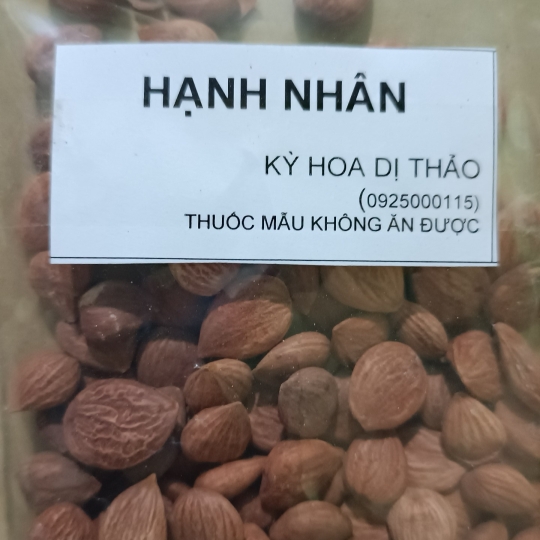 HẠNH NHÂN
KỲ HOA DỊ THẢO
(0925000115)
THUỐC MẪU KHÔNG ĂN ĐƯỢC